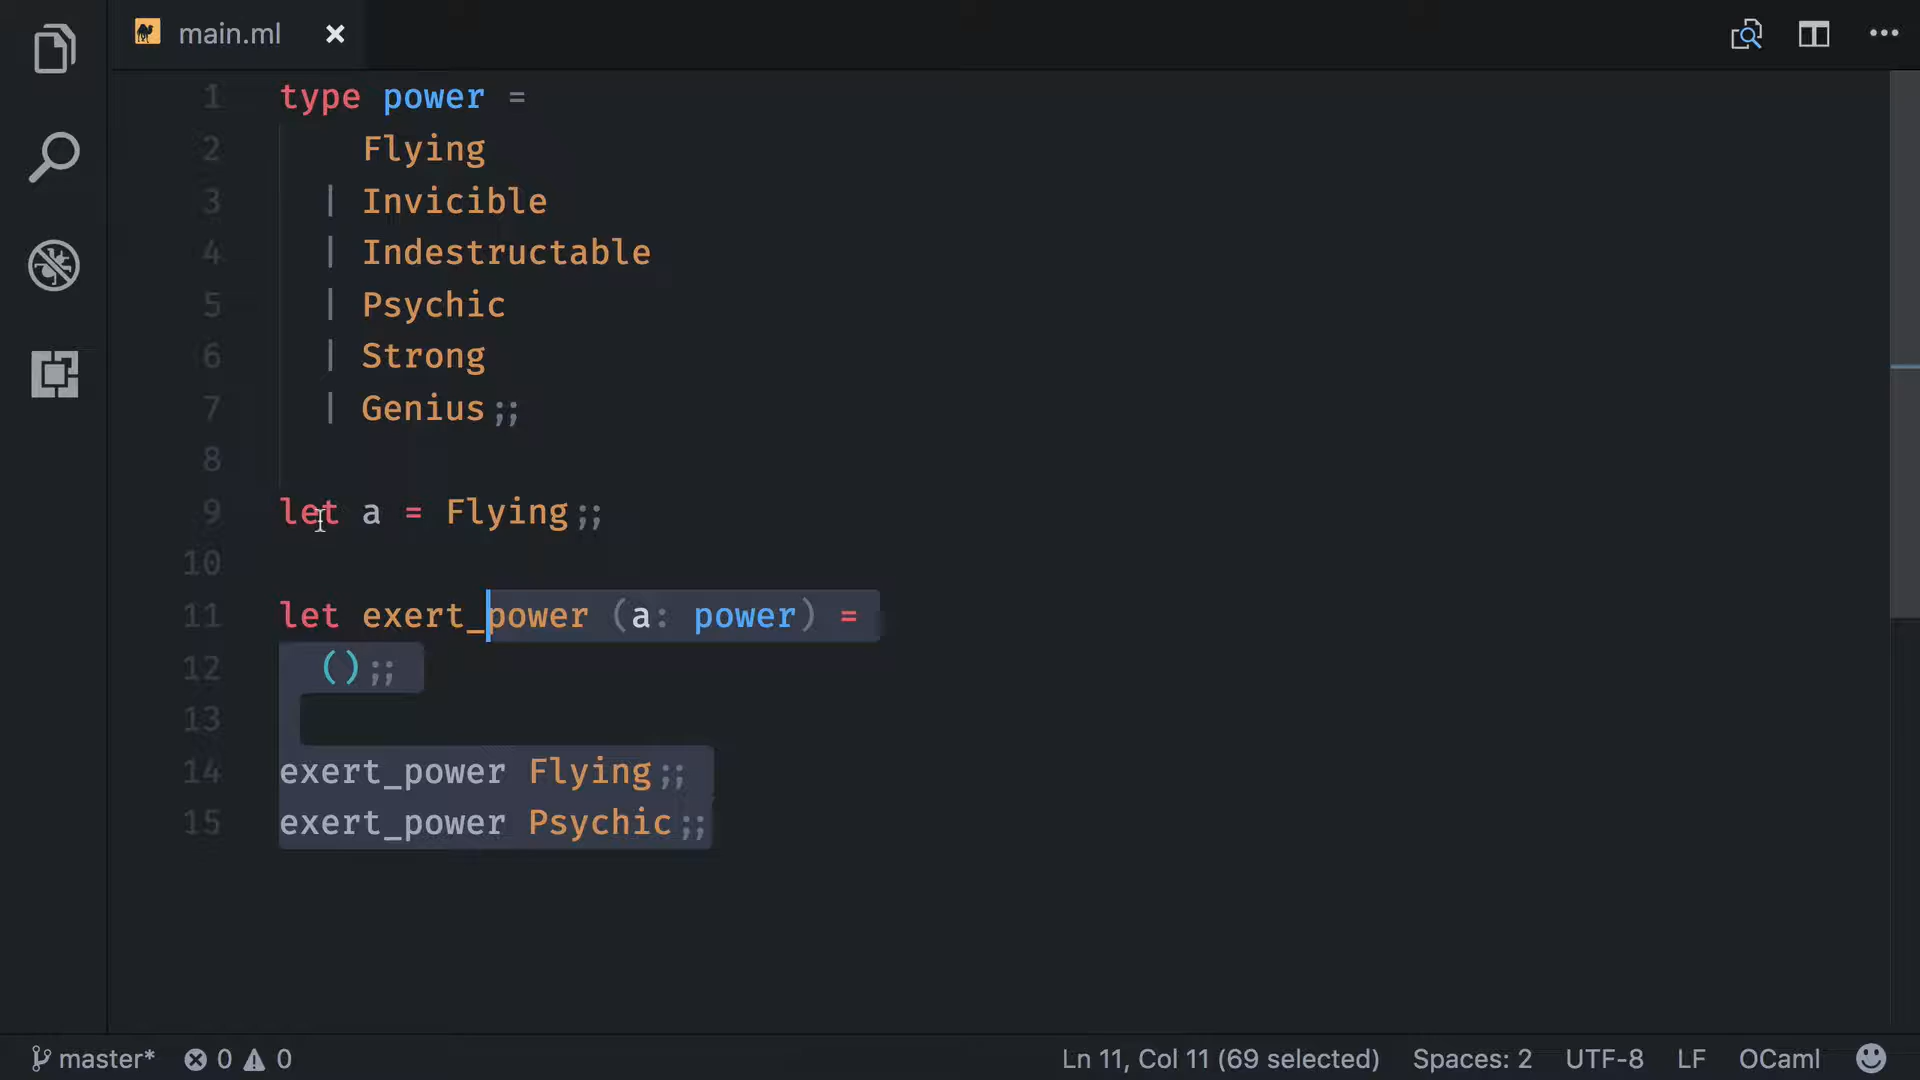 main.ml
1 type power =
2 Flying
3 | Invicible
4 | Indestructable
5 | Psychic
6 | Strong
7 | Genius;;
8
9 let a = Flying;;
10
11 let exert_power (a: power) =
12 ();;
13
14 exert_power Flying;;
15 exert_power Psychic;;
master* 0 0 Ln 11, Col 11 (69 selected) Spaces: 2 UTF-8 LF OCaml